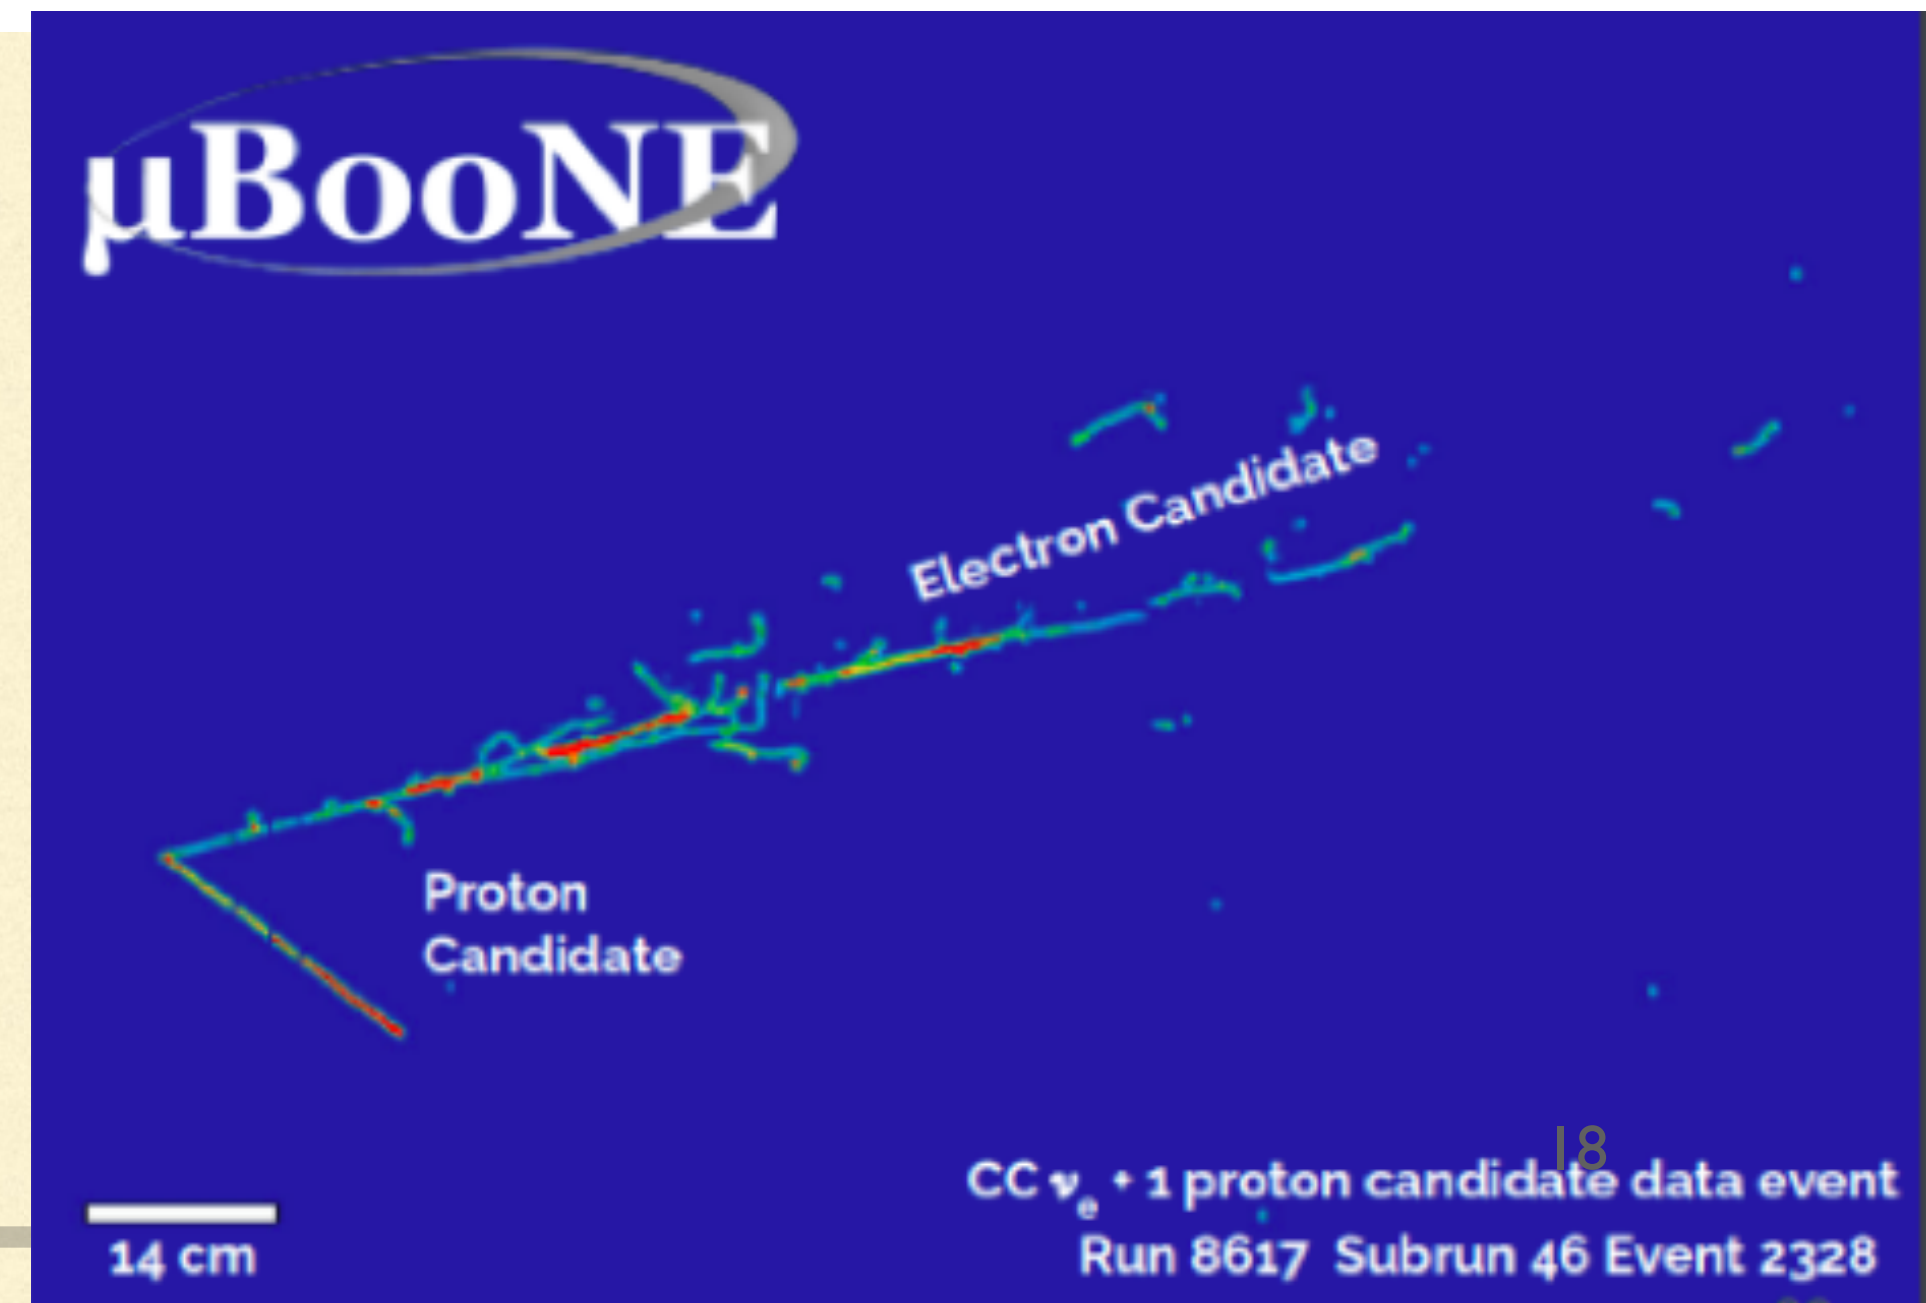 µBooNE
Electron Candidate
Proton
Candidate
18
CC νe + 1 proton candidate data event
14 cm
Run 8617 Subrun 46 Event 2328